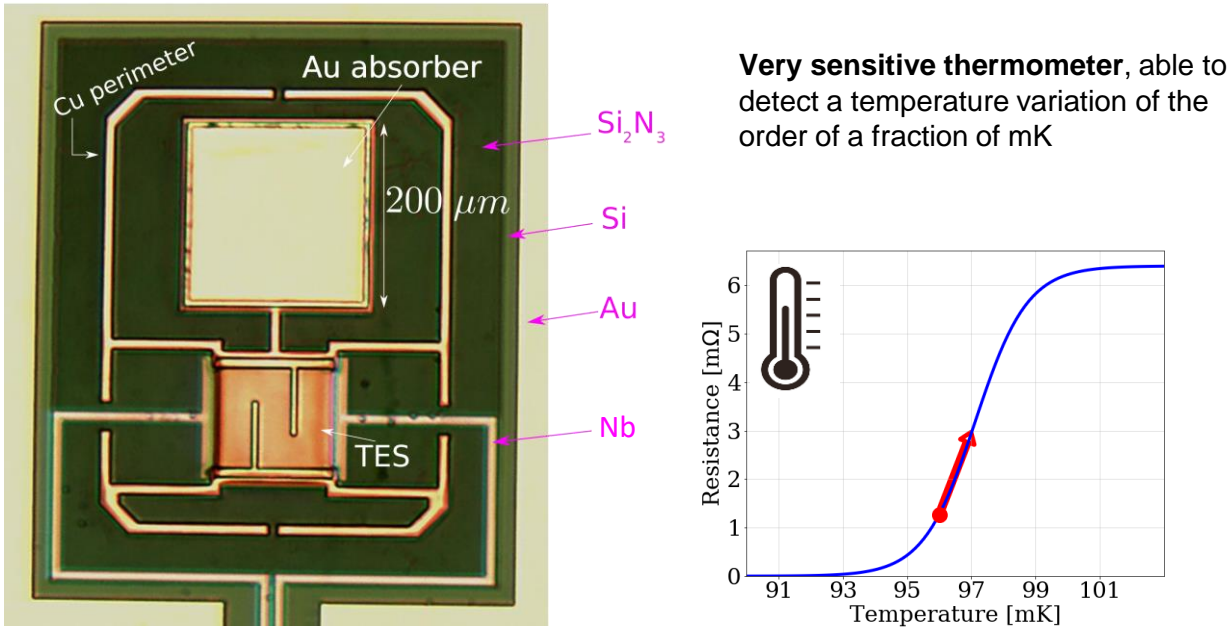 Cu perimeter
Au absorber
200 μm
TES
Si₂N₃
Si
Au
Nb
Very sensitive thermometer, able to
detect a temperature variation of the
order of a fraction of mK
Resistance [mΩ]
6
5
4
3
2
1
0
91 93 95 97 99 101
Temperature [mK]